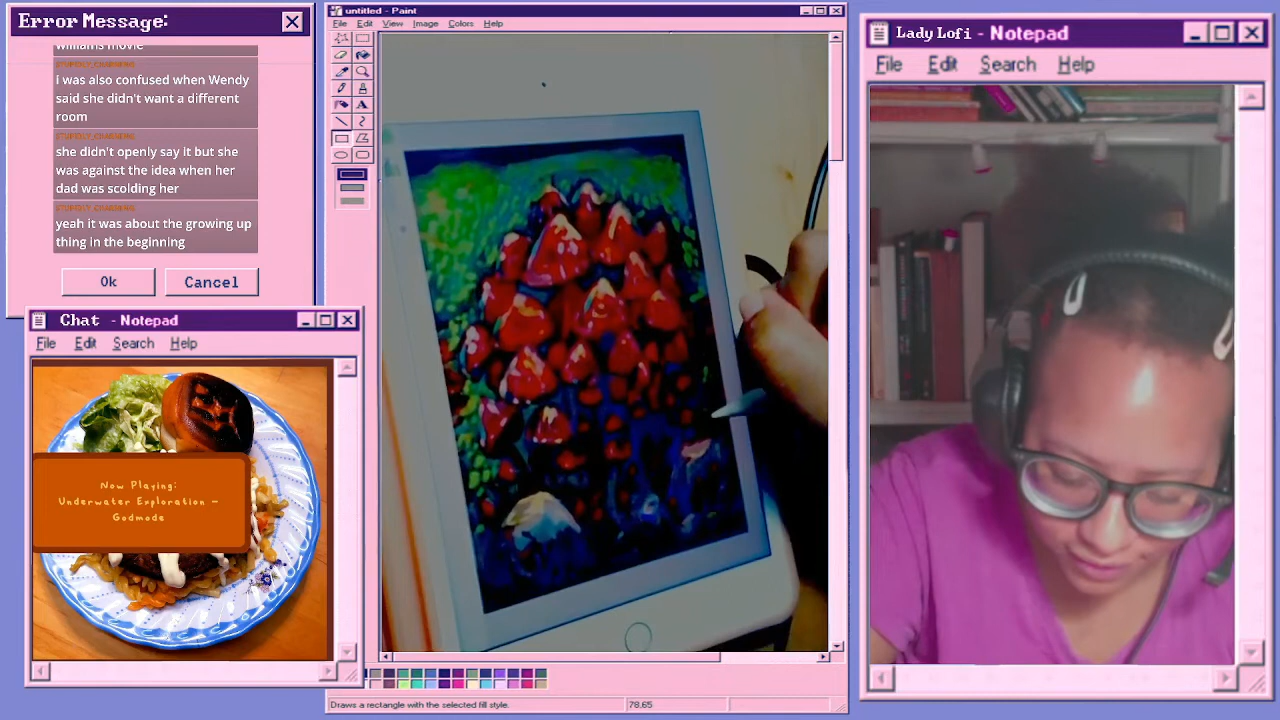 Error Message:
williams movie
STUPIDLY_CHARMING
i was also confused when Wendy
said she didn't want a different
room
STUPIDLY_CHARMING
she didn't openly say it but she
was against the idea when her
dad was scolding her
STUPIDLY_CHARMING
yeah it was about the growing up
thing in the beginning
Ok Cancel
Chat - Notepad
File Edit Search Help
Now Playing:
Underwater Exploration -
Godmode
untitled - Paint
File Edit View Image Colors Help
A
Draws a rectangle with the selected fill style.
78,65
Lady Lofi - Notepad
File Edit Search Help